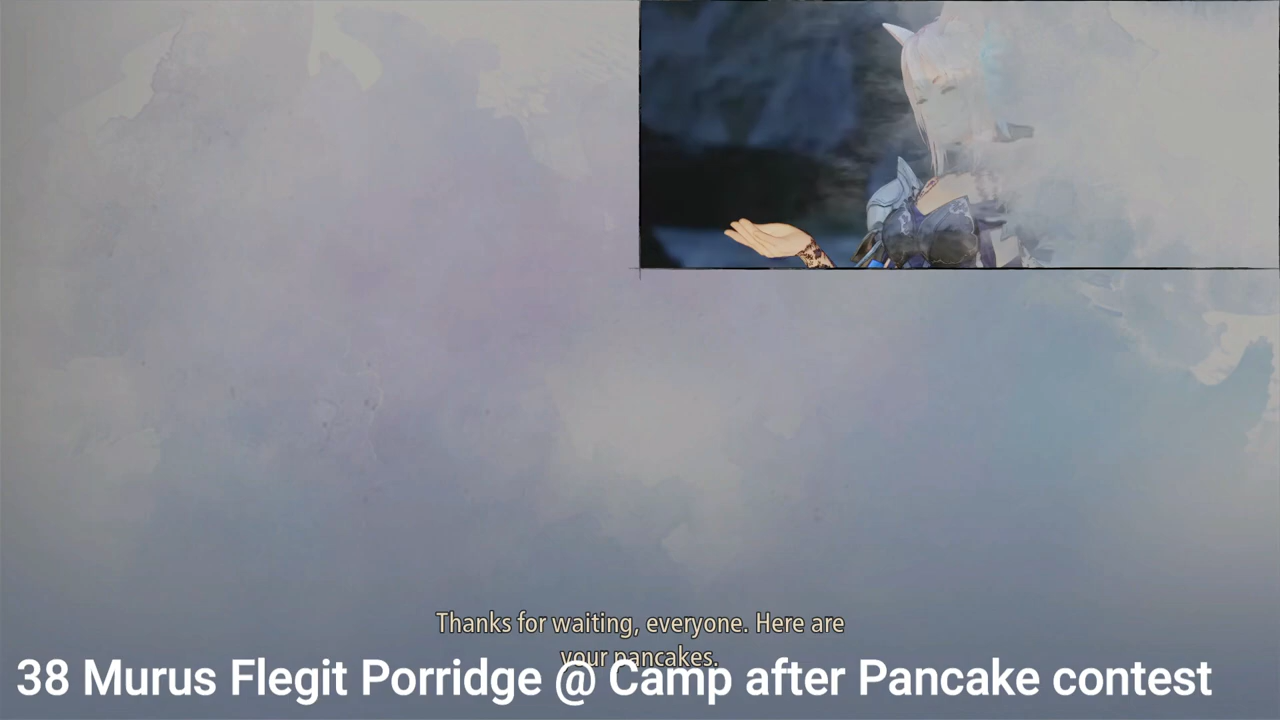 Thanks for waiting, everyone. Here are
your pancakes.
38 Murus Flegit Porridge @ Camp after Pancake contest